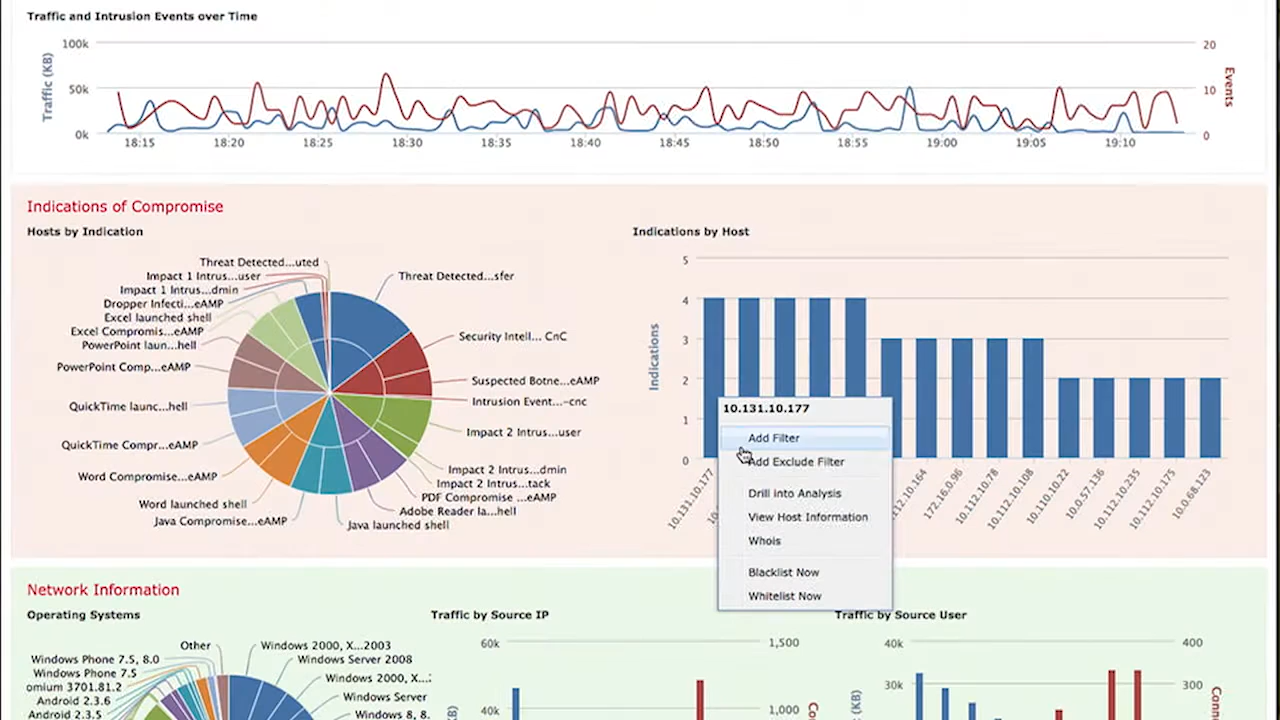 Traffic and Intrusion Events over Time
100k
50k
0k
Traffic (KB)
20
10
0
Events
18:15 18:20 18:25 18:30 18:35 18:40 18:45 18:50 18:55 19:00 19:05 19:10
Indications of Compromise
Hosts by Indication
Threat Detected...uted
Impact 1 Intrus...user
Impact 1 Intrus...dmin
Dropper Infecti...eAMP
Excel launched shell
Excel Compromis...eAMP
PowerPoint laun...hell
PowerPoint Comp...eAMP
QuickTime launc...hell
QuickTime Compr...eAMP
Word Compromise...eAMP
Word launched shell
Java Compromise...eAMP
Threat Detected...sfer
Security Intell... CnC
Suspected Botne...eAMP
Intrusion Event...-cnc
Impact 2 Intrus...user
Impact 2 Intrus...dmin
Impact 2 Intrus...tack
PDF Compromise ...eAMP
Adobe Reader la...hell
Java launched shell
Indications by Host
5
4
3
2
1
0
Indications
10.131.10.177
172.16.0.96
10.112.10.78
10.112.10.108
10.110.10.22
10.0.57.136
10.112.10.235
10.112.10.175
10.0.68.123
10.131.10.177
Add Filter
Add Exclude Filter
Drill into Analysis
View Host Information
Whois
Blacklist Now
Whitelist Now
Network Information
Operating Systems
Other
Windows Phone 7.5, 8.0
Windows Phone 7.5
omium 3701.81.2
Android 2.3.6
Android 2.3.5
Windows 2000, X...2003
Windows Server 2008
Windows 2000, X...
Windows Server
Windows 8, 8.
Traffic by Source IP
60k
40k
1,500
1,000
Traffic by Source User
40k
30k
400
300